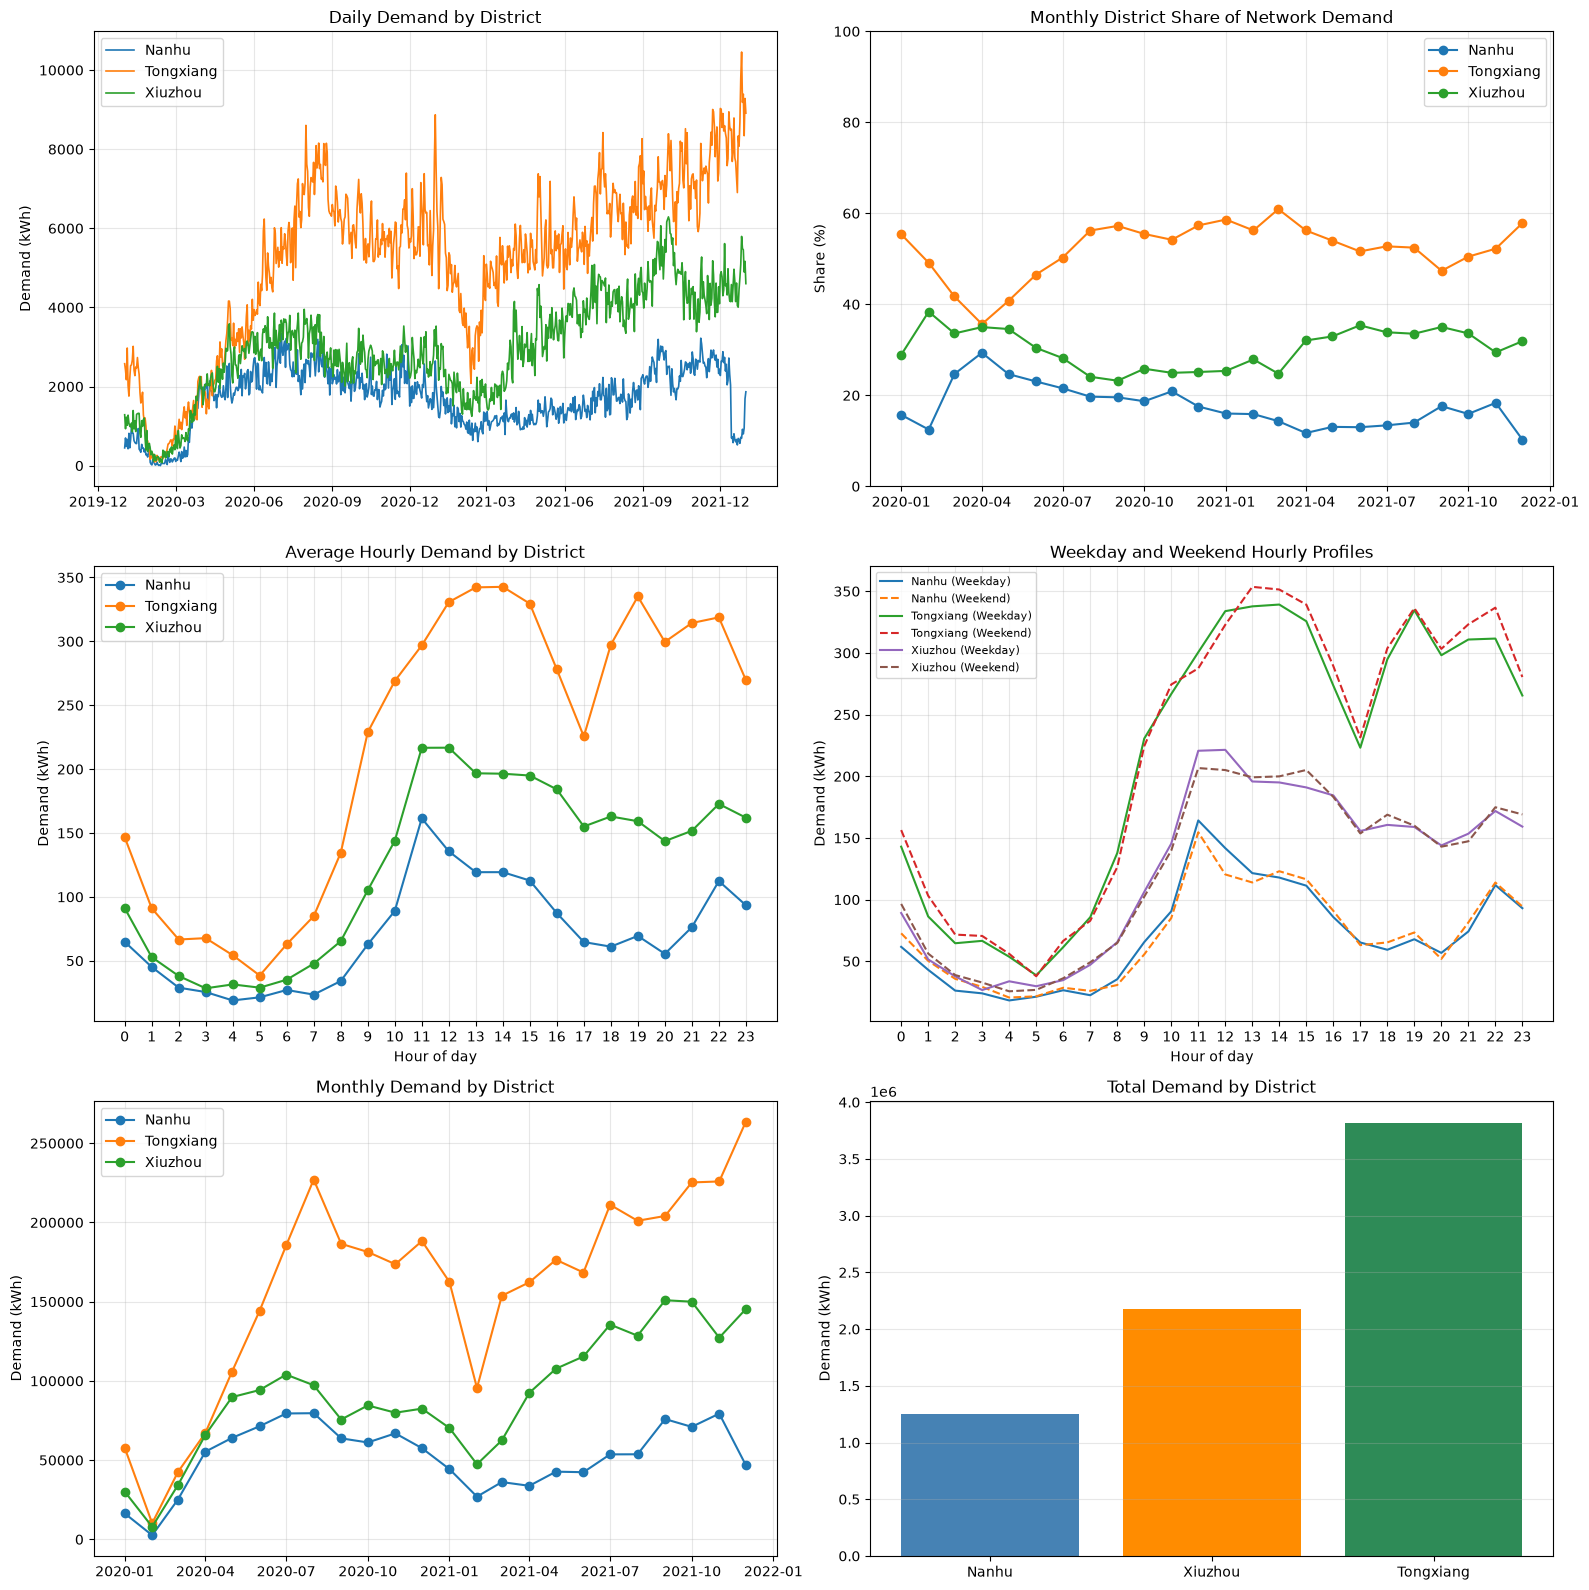 Daily Demand by District
Nanhu
Tongxiang
Xiuzhou
Demand (kWh)
10000
8000
6000
4000
2000
0
2019-12 2020-03 2020-06 2020-09 2020-12 2021-03 2021-06 2021-09 2021-12
Monthly District Share of Network Demand
Nanhu
Tongxiang
Xiuzhou
Share (%)
100
80
60
40
20
0
2020-01 2020-04 2020-07 2020-10 2021-01 2021-04 2021-07 2021-10 2022-01
Average Hourly Demand by District
Nanhu
Tongxiang
Xiuzhou
Demand (kWh)
350
300
250
200
150
100
50
0 1 2 3 4 5 6 7 8 9 10 11 12 13 14 15 16 17 18 19 20 21 22 23
Hour of day
Weekday and Weekend Hourly Profiles
Nanhu (Weekday)
Nanhu (Weekend)
Tongxiang (Weekday)
Tongxiang (Weekend)
Xiuzhou (Weekday)
Xiuzhou (Weekend)
Demand (kWh)
350
300
250
200
150
100
50
0 1 2 3 4 5 6 7 8 9 10 11 12 13 14 15 16 17 18 19 20 21 22 23
Hour of day
Monthly Demand by District
Nanhu
Tongxiang
Xiuzhou
Demand (kWh)
250000
200000
150000
100000
50000
0
2020-01 2020-04 2020-07 2020-10 2021-01 2021-04 2021-07 2021-10 2022-01
Total Demand by District
1e6
Demand (kWh)
4.0
3.5
3.0
2.5
2.0
1.5
1.0
0.5
0.0
Nanhu Xiuzhou Tongxiang